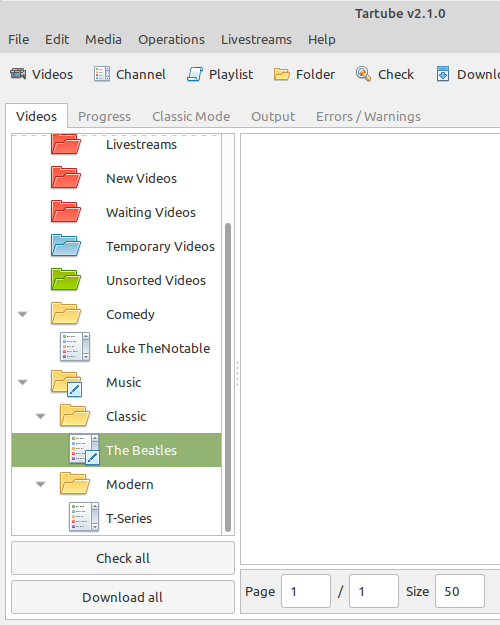 Tartube v2.1.0
File Edit Media Operations Livestreams Help
Videos Channel Playlist Folder Check Downlo
Videos Progress Classic Mode Output Errors / Warnings
Livestreams
New Videos
Waiting Videos
Temporary Videos
Unsorted Videos
Comedy
Luke TheNotable
Music
Classic
The Beatles
Modern
T-Series
Check all
Download all
Page 1 / 1 Size 50